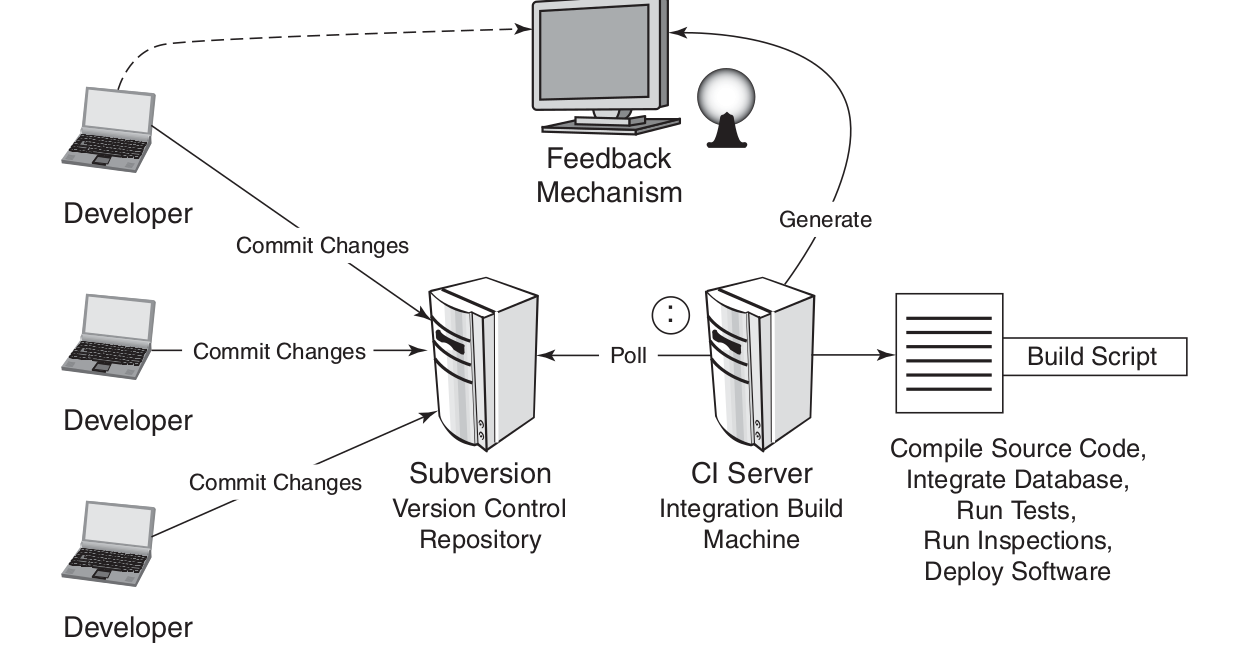 Feedback
Mechanism
Developer
Generate
Commit Changes
:
Commit Changes
Poll
Build Script
Developer
Commit Changes
Subversion
Version Control
Repository
CI Server
Integration Build
Machine
Compile Source Code,
Integrate Database,
Run Tests,
Run Inspections,
Deploy Software
Developer